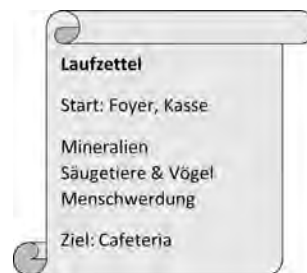 Laufzettel
Start: Foyer, Kasse
Mineralien
Säugetiere & Vögel
Menschwerdung
Ziel: Cafeteria